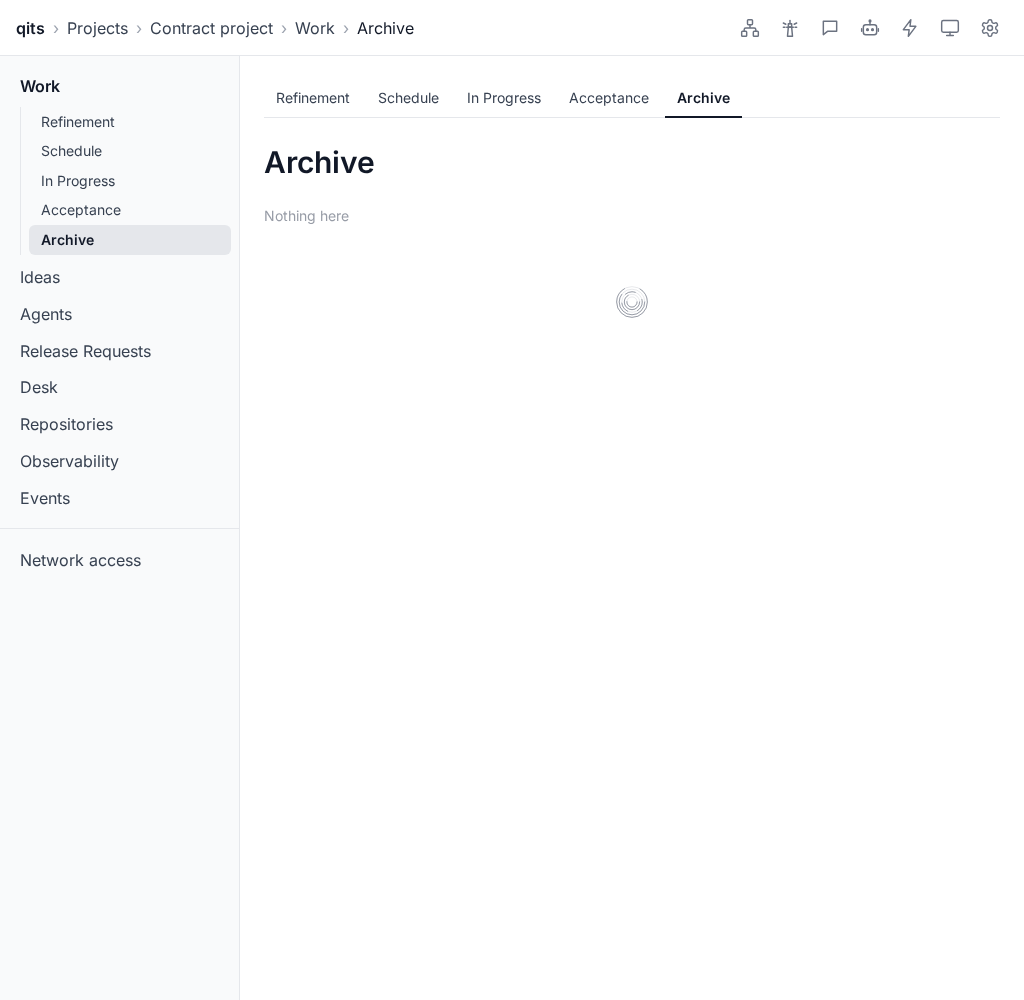 qits › Projects › Contract project › Work › Archive
Work
Refinement
Schedule
In Progress
Acceptance
Archive
Ideas
Agents
Release Requests
Desk
Repositories
Observability
Events
Network access
Refinement Schedule In Progress Acceptance Archive
Archive
Nothing here